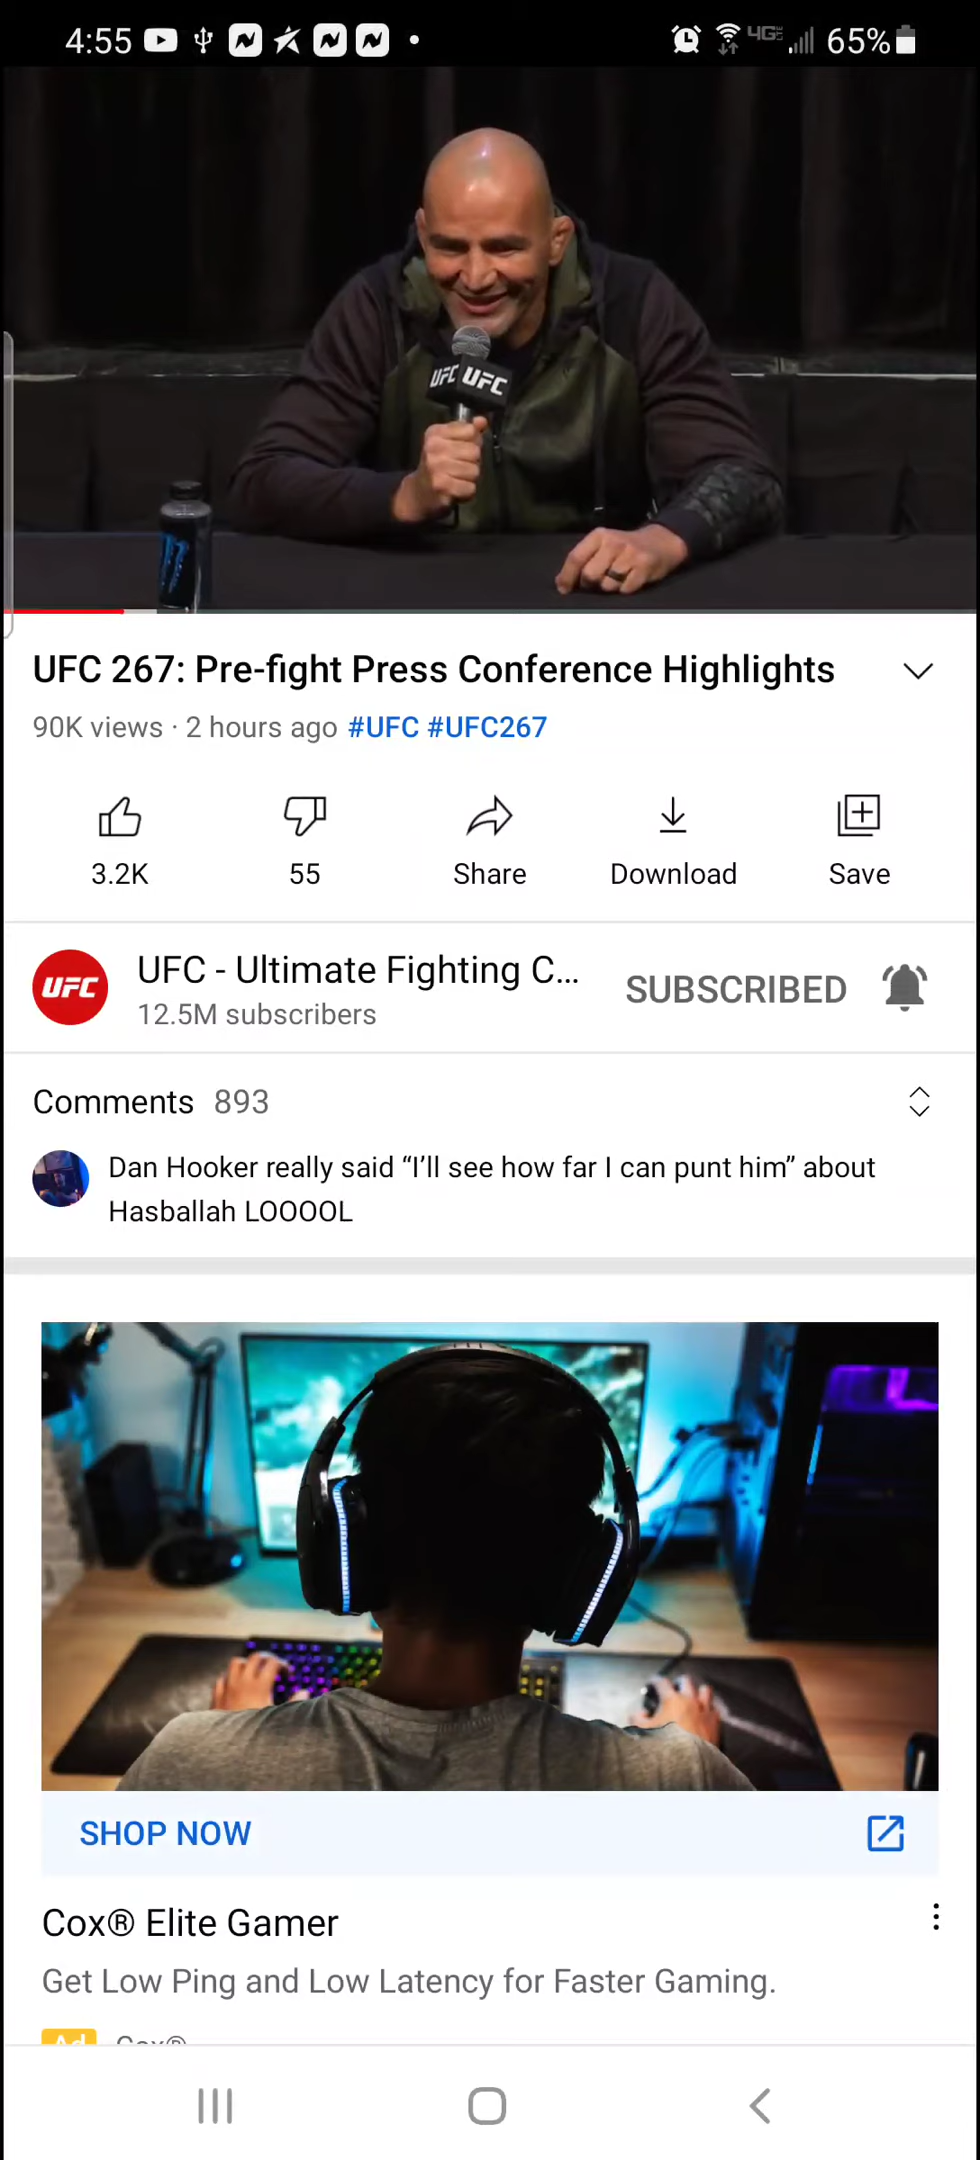 4:55
4GE 65%
UFC UFC
UFC 267: Pre-fight Press Conference Highlights
90K views · 2 hours ago #UFC #UFC267
3.2K 55 Share Download Save
UFC
UFC - Ultimate Fighting C...
12.5M subscribers
SUBSCRIBED
Comments 893
Dan Hooker really said “I’ll see how far I can punt him” about
Hasballah LOOOOL
SHOP NOW
Cox® Elite Gamer
Get Low Ping and Low Latency for Faster Gaming.
Ad Cox®